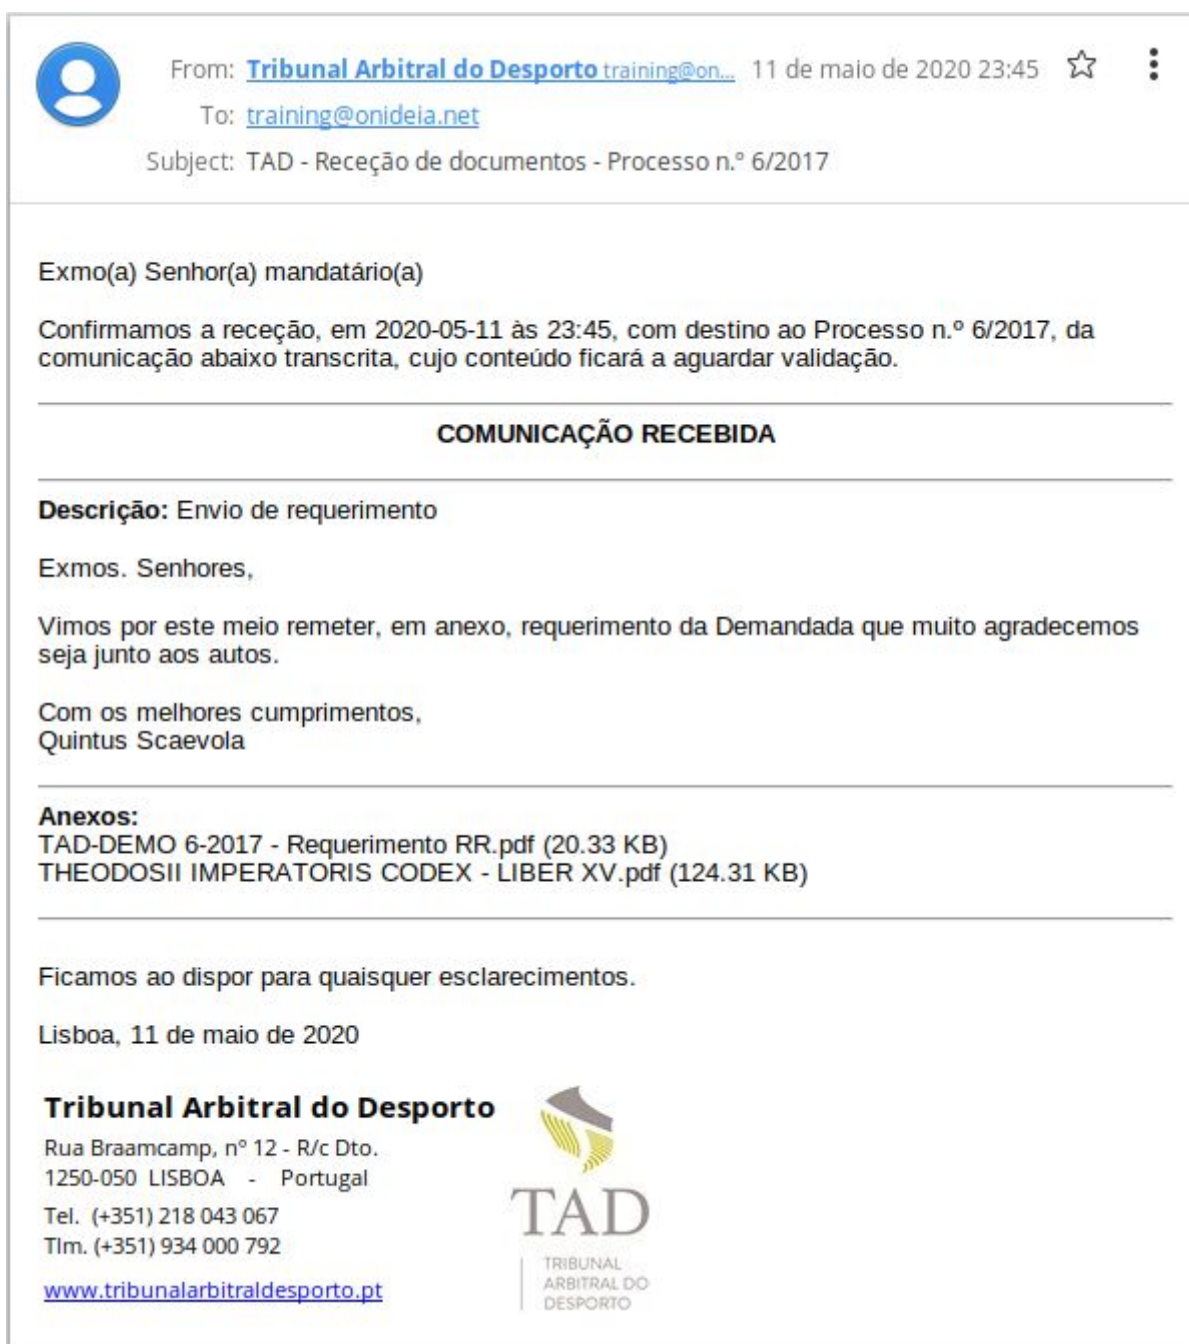 From: Tribunal Arbitral do Desporto training@on... 11 de maio de 2020 23:45
To: training@onideia.net
Subject: TAD - Receção de documentos - Processo n.º 6/2017
Exmo(a) Senhor(a) mandatário(a)
Confirmamos a receção, em 2020-05-11 às 23:45, com destino ao Processo n.º 6/2017, da
comunicação abaixo transcrita, cujo conteúdo ficará a aguardar validação.
COMUNICAÇÃO RECEBIDA
Descrição: Envio de requerimento
Exmos. Senhores,
Vimos por este meio remeter, em anexo, requerimento da Demandada que muito agradecemos
seja junto aos autos.
Com os melhores cumprimentos,
Quintus Scaevola
Anexos:
TAD-DEMO 6-2017 - Requerimento RR.pdf (20.33 KB)
THEODOSII IMPERATORIS CODEX - LIBER XV.pdf (124.31 KB)
Ficamos ao dispor para quaisquer esclarecimentos.
Lisboa, 11 de maio de 2020
Tribunal Arbitral do Desporto
Rua Braamcamp, nº 12 - R/c Dto.
1250-050 LISBOA - Portugal
Tel. (+351) 218 043 067
Tlm. (+351) 934 000 792
www.tribunalarbitraldesporto.pt
TAD
TRIBUNAL
ARBITRAL DO
DESPORTO